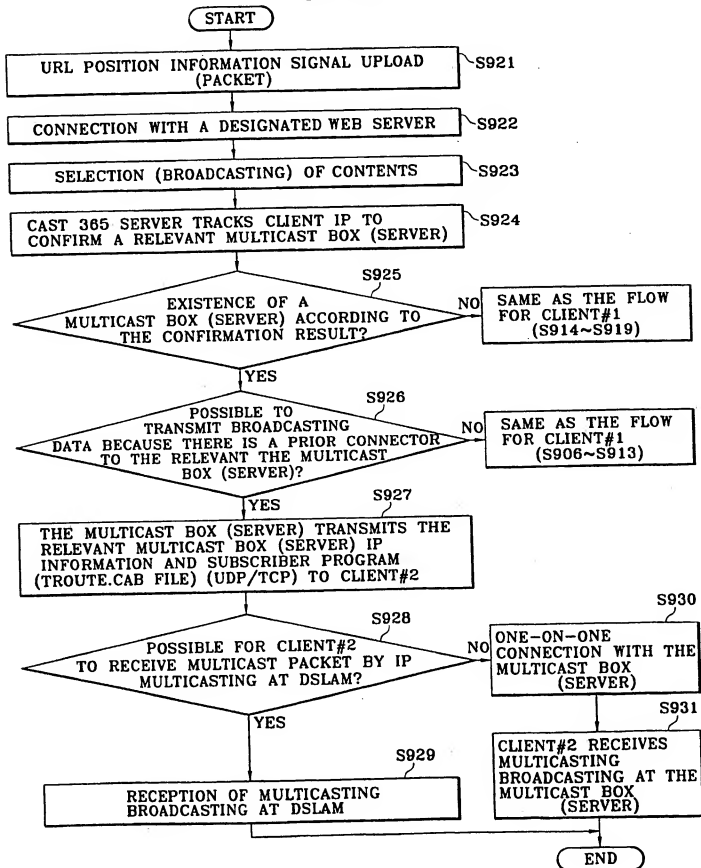 START
URL POSITION INFORMATION SIGNAL UPLOAD
(PACKET)
S921
CONNECTION WITH A DESIGNATED WEB SERVER
S922
SELECTION (BROADCASTING) OF CONTENTS
S923
CAST 365 SERVER TRACKS CLIENT IP TO
CONFIRM A RELEVANT MULTICAST BOX (SERVER)
S924
S925
EXISTENCE OF A
MULTICAST BOX (SERVER) ACCORDING TO
THE CONFIRMATION RESULT?
NO
SAME AS THE FLOW
FOR CLIENT#1
(S914~S919)
YES
S926
POSSIBLE TO
TRANSMIT BROADCASTING
DATA BECAUSE THERE IS A PRIOR CONNECTOR
TO THE RELEVANT THE MULTICAST
BOX (SERVER)?
NO
SAME AS THE FLOW
FOR CLIENT#1
(S906~S913)
YES
S927
THE MULTICAST BOX (SERVER) TRANSMITS THE
RELEVANT MULTICAST BOX (SERVER) IP
INFORMATION AND SUBSCRIBER PROGRAM
(TROUTE.CAB FILE) (UDP/TCP) TO CLIENT#2
S928
POSSIBLE FOR CLIENT#2
TO RECEIVE MULTICAST PACKET BY IP
MULTICASTING AT DSLAM?
NO
S930
ONE-ON-ONE
CONNECTION WITH THE
MULTICAST BOX
(SERVER)
YES
S931
CLIENT#2 RECEIVES
MULTICASTING
BROADCASTING AT THE
MULTICAST BOX
(SERVER)
S929
RECEPTION OF MULTICASTING
BROADCASTING AT DSLAM
END